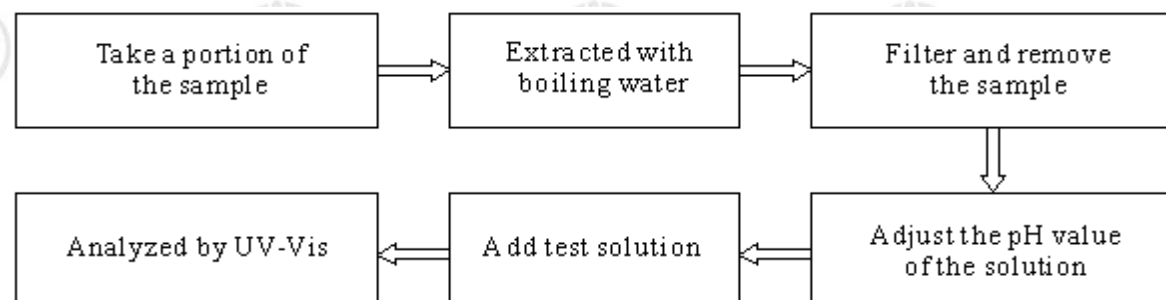 Take a portion of
the sample
Extracted with
boiling water
Filter and remove
the sample
Adjust the pH value
of the solution
Add test solution
Analyzed by UV-Vis